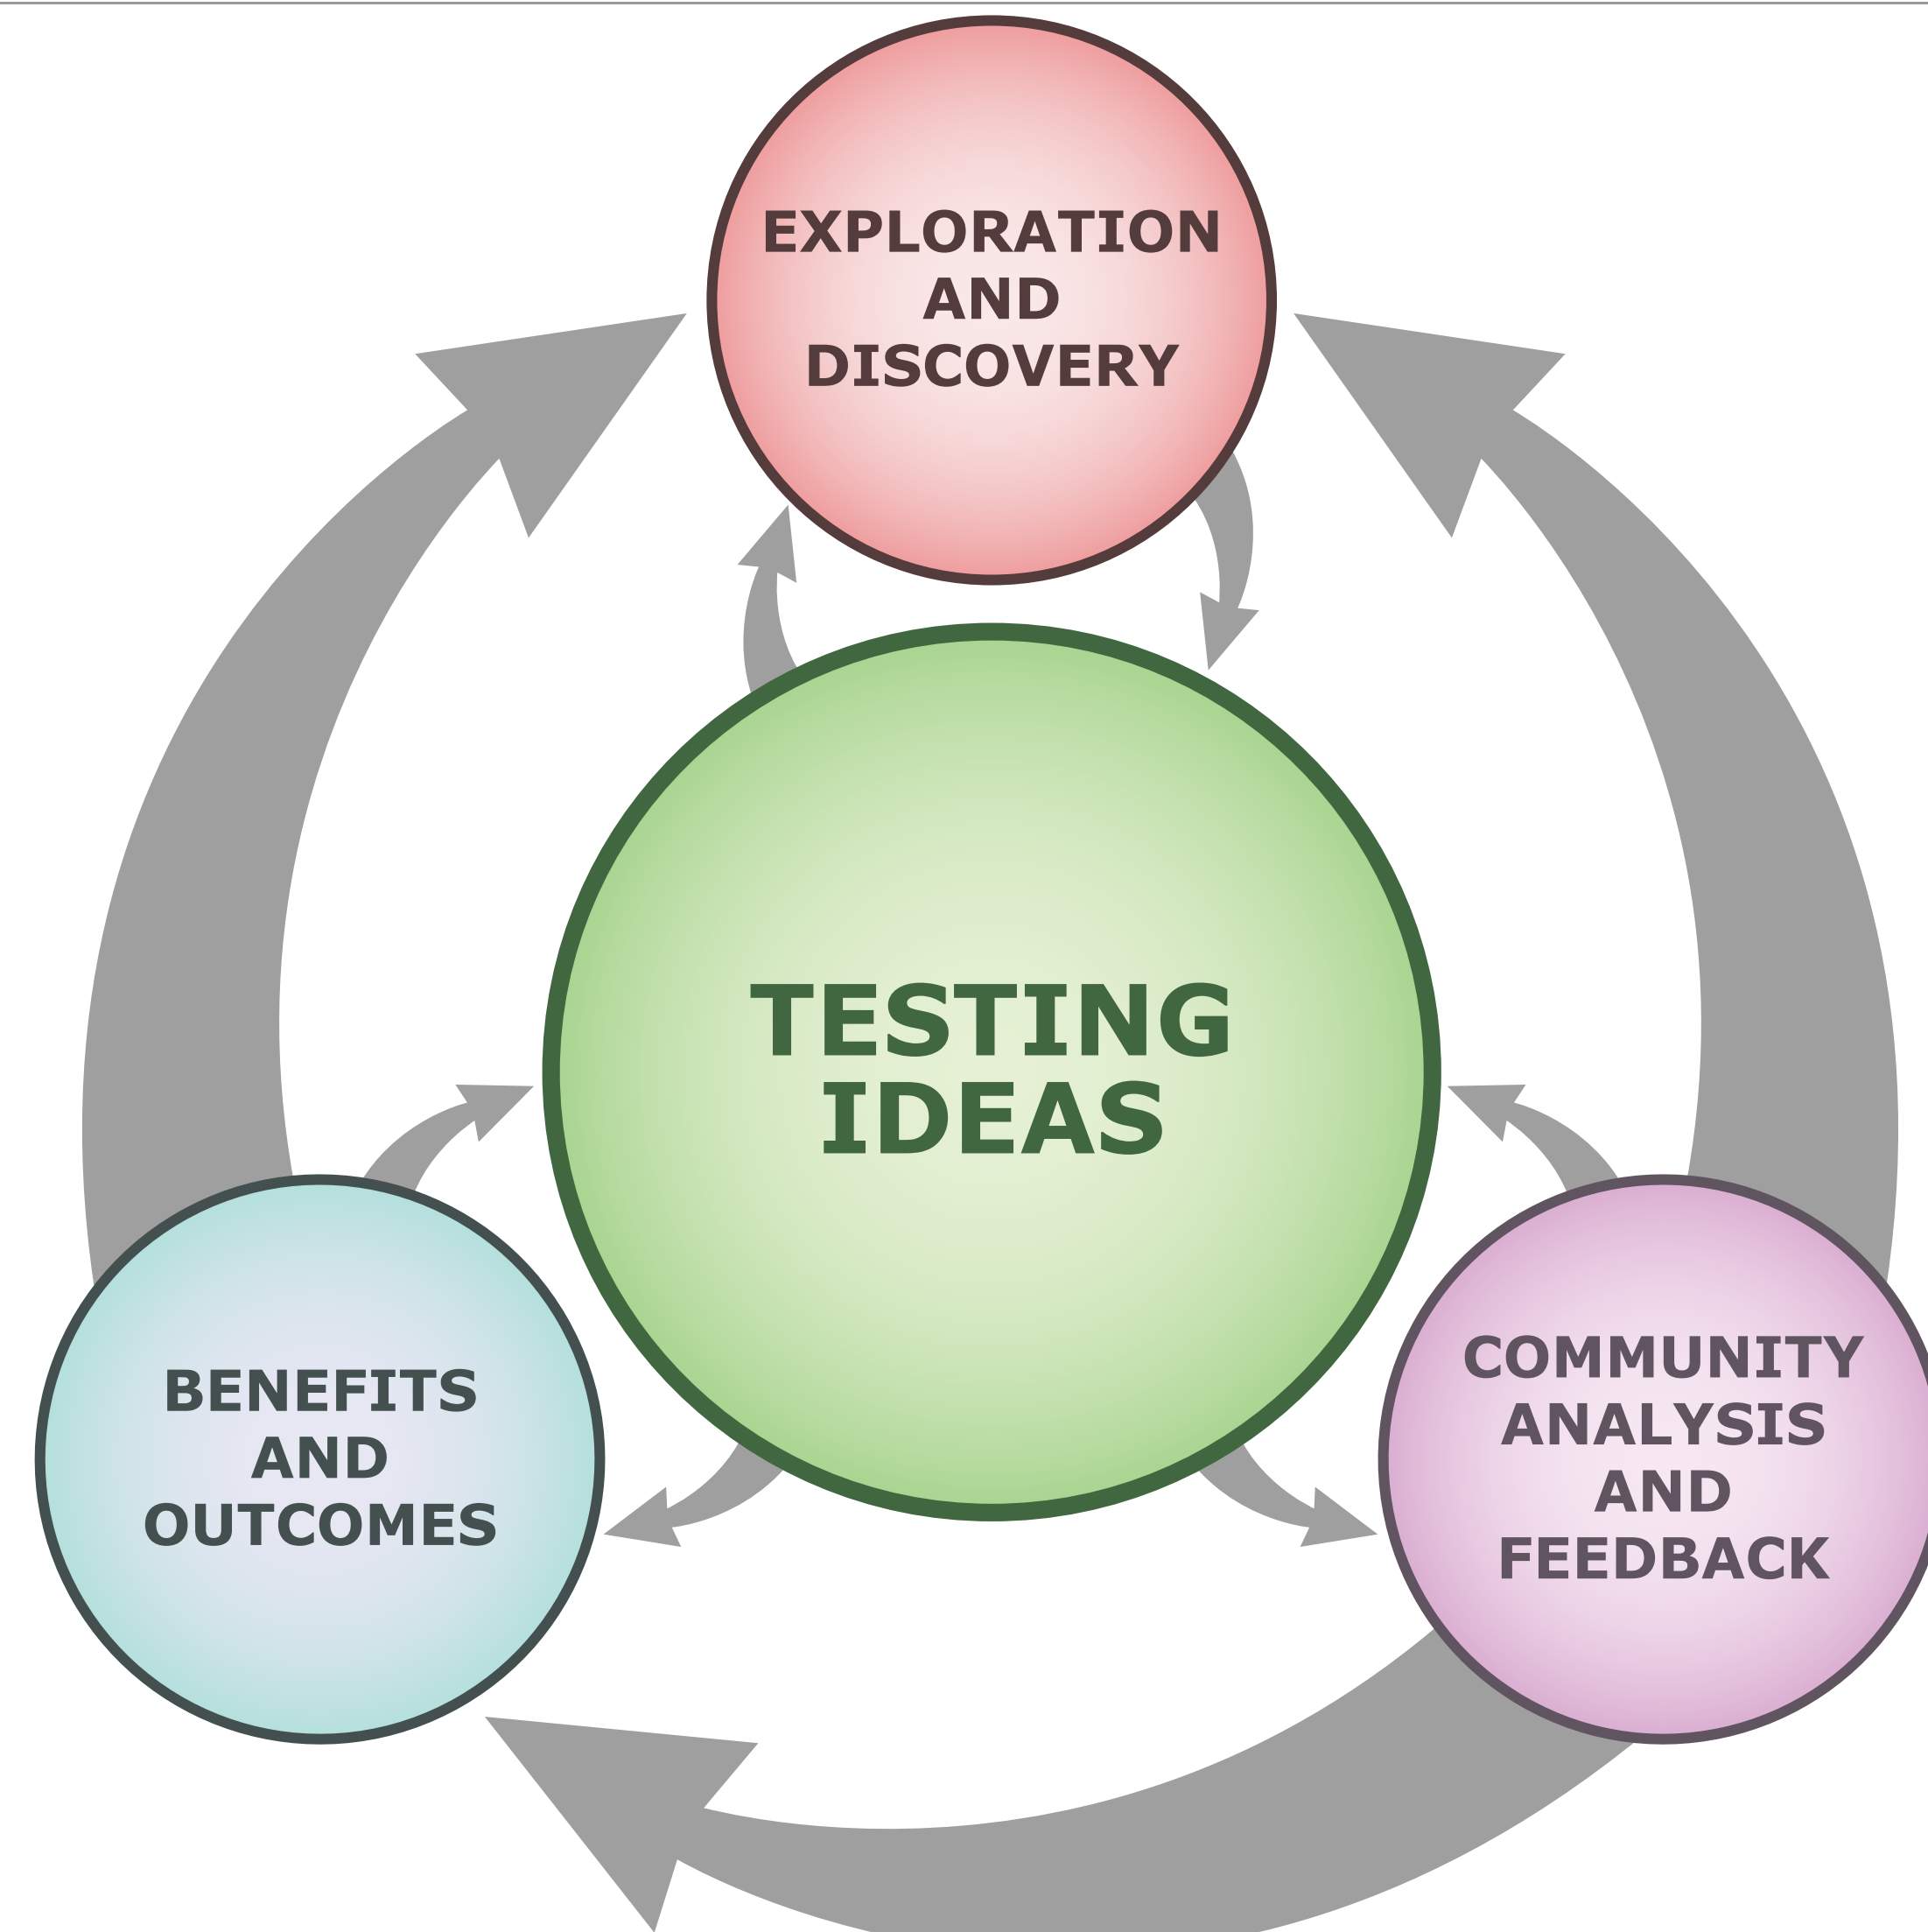 EXPLORATION
AND
DISCOVERY
TESTING
IDEAS
BENEFITS
AND
OUTCOMES
COMMUNITY
ANALYSIS
AND
FEEDBACK